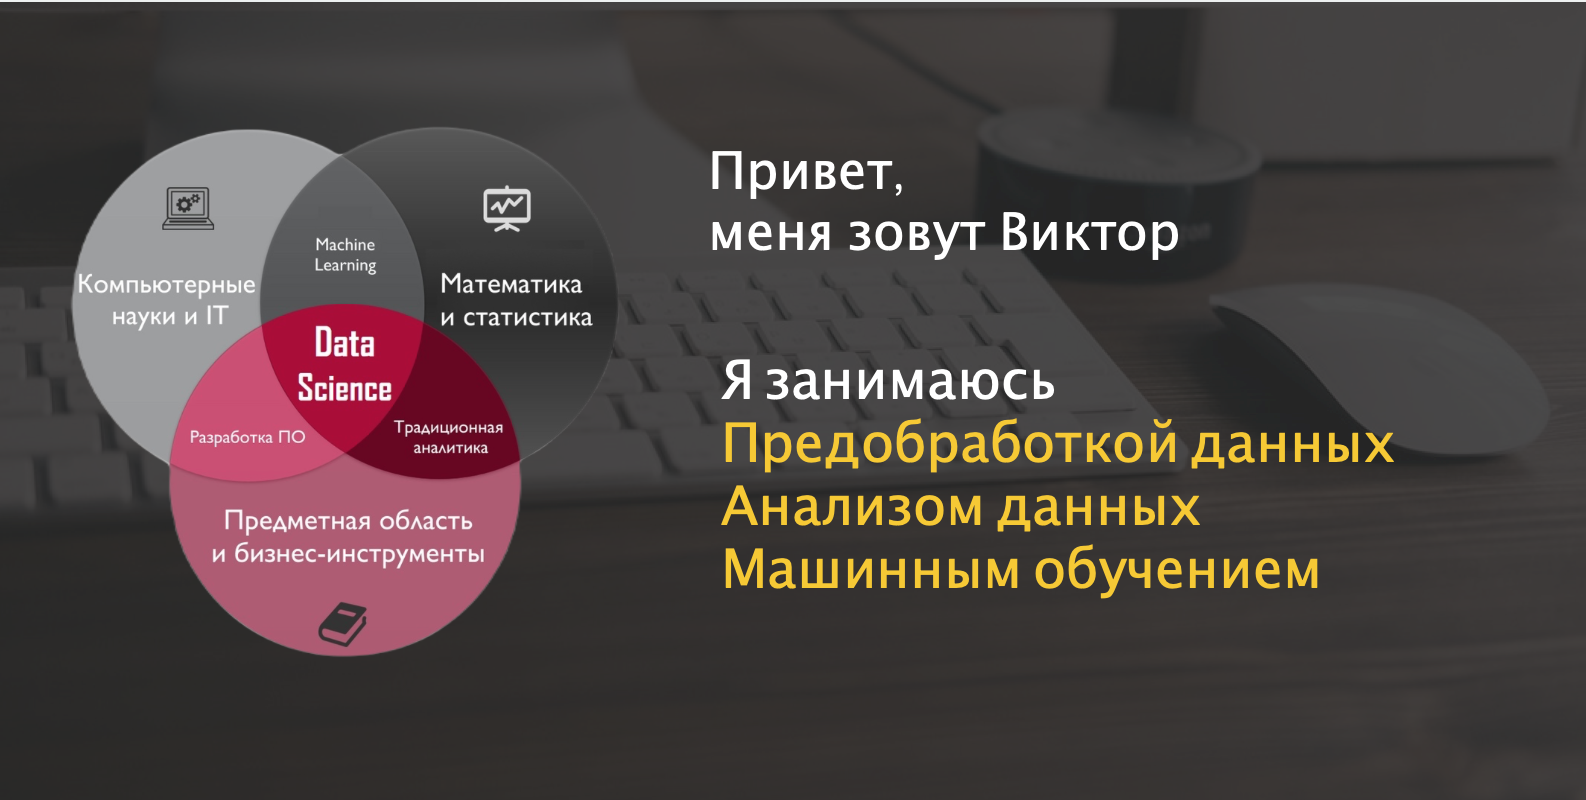 Привет,
меня зовут Виктор
Machine
Learning
Компьютерные
науки и IT
Математика
и статистика
Data
Science
Разработка ПО
Традиционная
аналитика
Предметная область
и бизнес-инструменты
Я занимаюсь
Предобработкой данных
Анализом данных
Машинным обучением